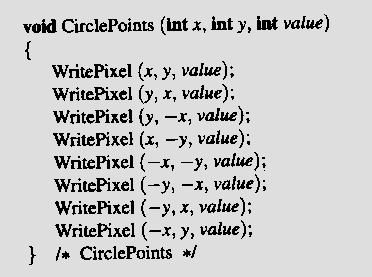 void CirclePoints (int x, int y, int value)
{
WritePixel (x, y, value);
WritePixel (y, x, value);
WritePixel (y, −x, value);
WritePixel (x, −y, value);
WritePixel (−x, −y, value);
WritePixel (−y, −x, value);
WritePixel (−y, x, value);
WritePixel (−x, y, value);
} /* CirclePoints */